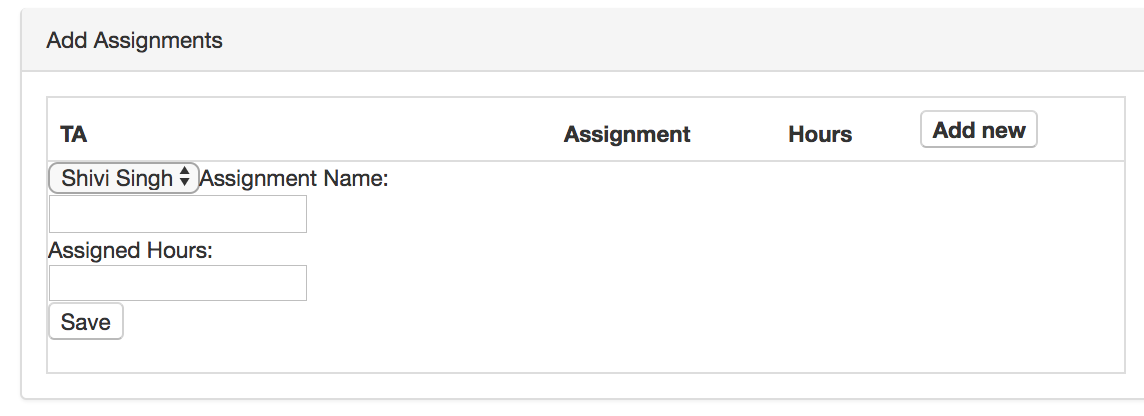 Add Assignments
TA Assignment Hours Add new
Shivi Singh Assignment Name:
Assigned Hours:
Save